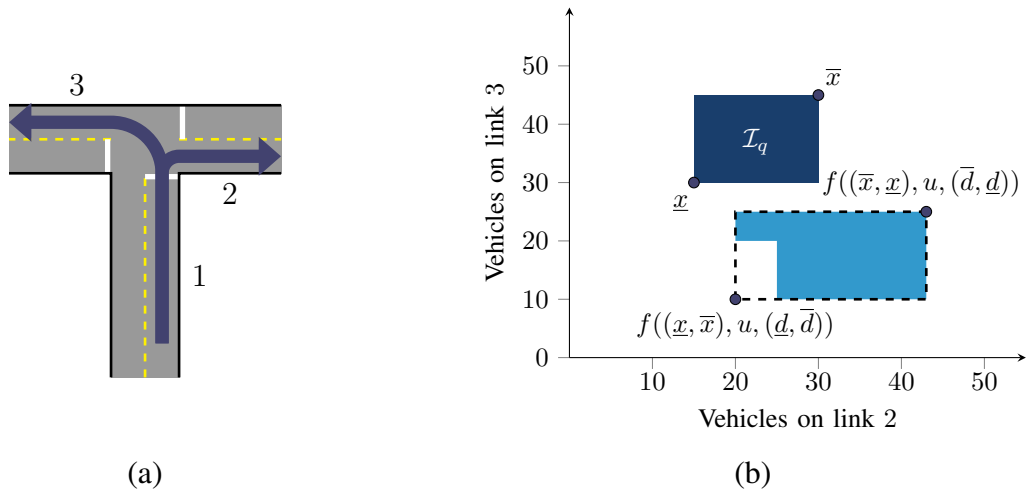 3
2
1
(a)
Vehicles on link 3
50
40
30
20
10
0
x̅
ℐ_q
x̲
f((x̅, x̲), u, (d̅, d̲))
f((x̲, x̅), u, (d̲, d̅))
10 20 30 40 50
Vehicles on link 2
(b)